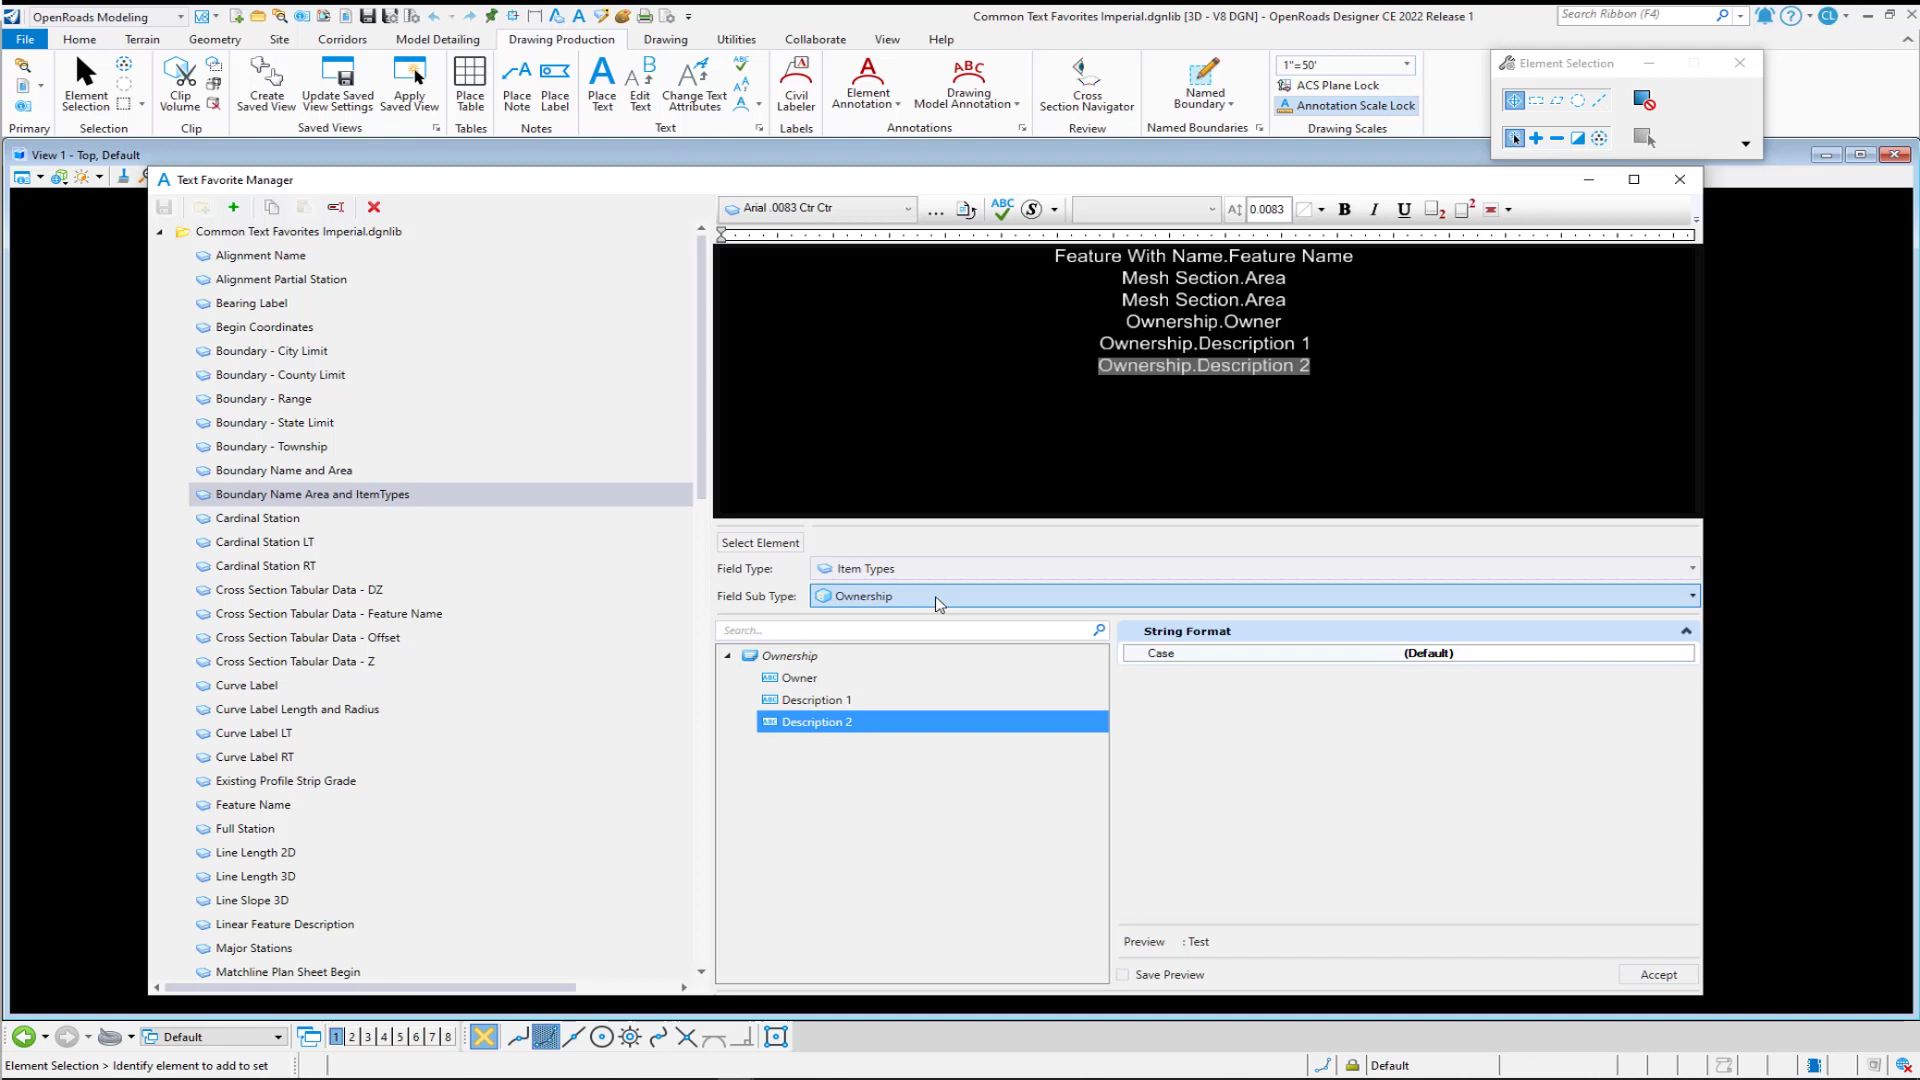 OpenRoads Modeling
Common Text Favorites Imperial.dgnlib [3D - V8 DGN] - OpenRoads Designer CE 2022 Release 1
Search Ribbon (F4)
CL
File
Home
Terrain
Geometry
Site
Corridors
Model Detailing
Drawing Production
Drawing
Utilities
Collaborate
View
Help
Element
Selection
Clip
Volume
Create
Saved View
Update Saved
View Settings
Apply
Saved View
Place
Table
Place
Note
Place
Label
Place
Text
Edit
Text
Change Text
Attributes
Civil
Labeler
Element
Annotation
Drawing
Model Annotation
Cross
Section Navigator
Named
Boundary
1"=50'
ACS Plane Lock
Annotation Scale Lock
Primary
Selection
Clip
Saved Views
Tables
Notes
Text
Labels
Annotations
Review
Named Boundaries
Drawing Scales
Element Selection
View 1 - Top, Default
Text Favorite Manager
Arial .0083 Ctr Ctr
ABC
0.0083
B I U
Common Text Favorites Imperial.dgnlib
Alignment Name
Alignment Partial Station
Bearing Label
Begin Coordinates
Boundary - City Limit
Boundary - County Limit
Boundary - Range
Boundary - State Limit
Boundary - Township
Boundary Name and Area
Boundary Name Area and ItemTypes
Cardinal Station
Cardinal Station LT
Cardinal Station RT
Cross Section Tabular Data - DZ
Cross Section Tabular Data - Feature Name
Cross Section Tabular Data - Offset
Cross Section Tabular Data - Z
Curve Label
Curve Label Length and Radius
Curve Label LT
Curve Label RT
Existing Profile Strip Grade
Feature Name
Full Station
Line Length 2D
Line Length 3D
Line Slope 3D
Linear Feature Description
Major Stations
Matchline Plan Sheet Begin
Feature With Name.Feature Name
Mesh Section.Area
Mesh Section.Area
Ownership.Owner
Ownership.Description 1
Ownership.Description 2
Select Element
Field Type:
Item Types
Field Sub Type:
Ownership
Search...
Ownership
Owner
Description 1
Description 2
String Format
Case
(Default)
Preview : Test
Save Preview
Accept
Default
1 2 3 4 5 6 7 8
Element Selection > Identify element to add to set
Default